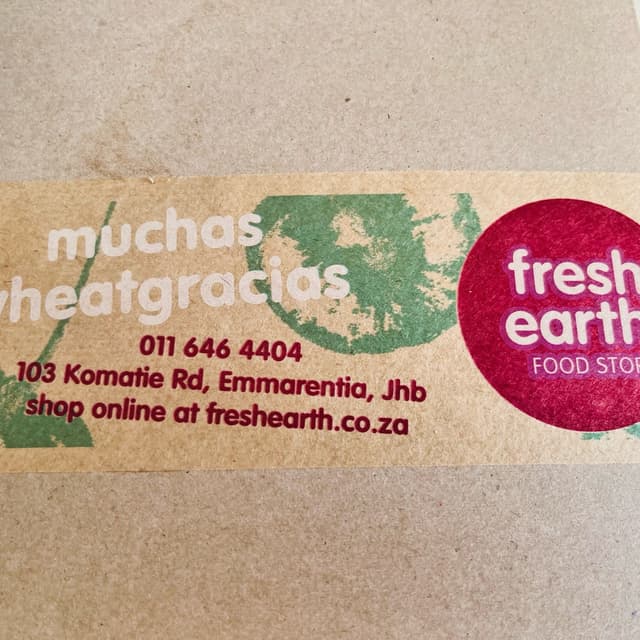 muchas
wheatgracias
011 646 4404
103 Komatie Rd, Emmarentia, Jhb
shop online at freshearth.co.za
fresh
earth
FOOD STOR